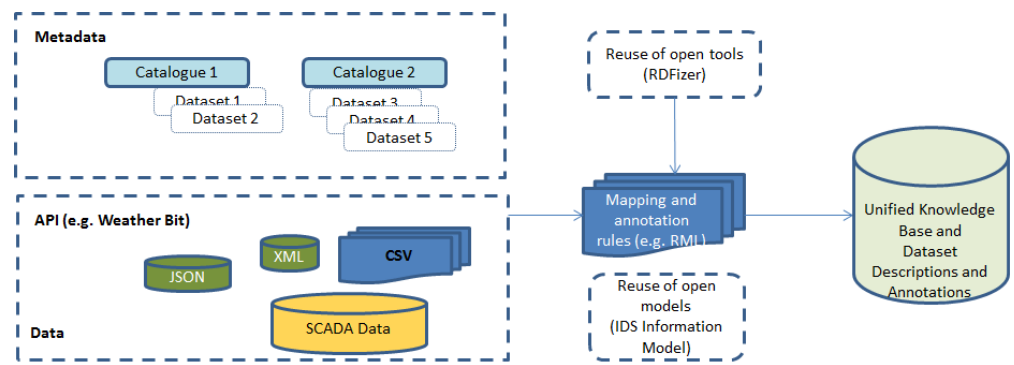 Metadata
Catalogue 1
Dataset 1
Dataset 2
Catalogue 2
Dataset 3
Dataset 4
Dataset 5
API (e.g. Weather Bit)
JSON
XML
CSV
SCADA Data
Data
Reuse of open tools
(RDFizer)
Mapping and
annotation
rules (e.g. RML)
Reuse of open
models
(IDS Information
Model)
Unified Knowledge
Base and
Dataset
Descriptions and
Annotations